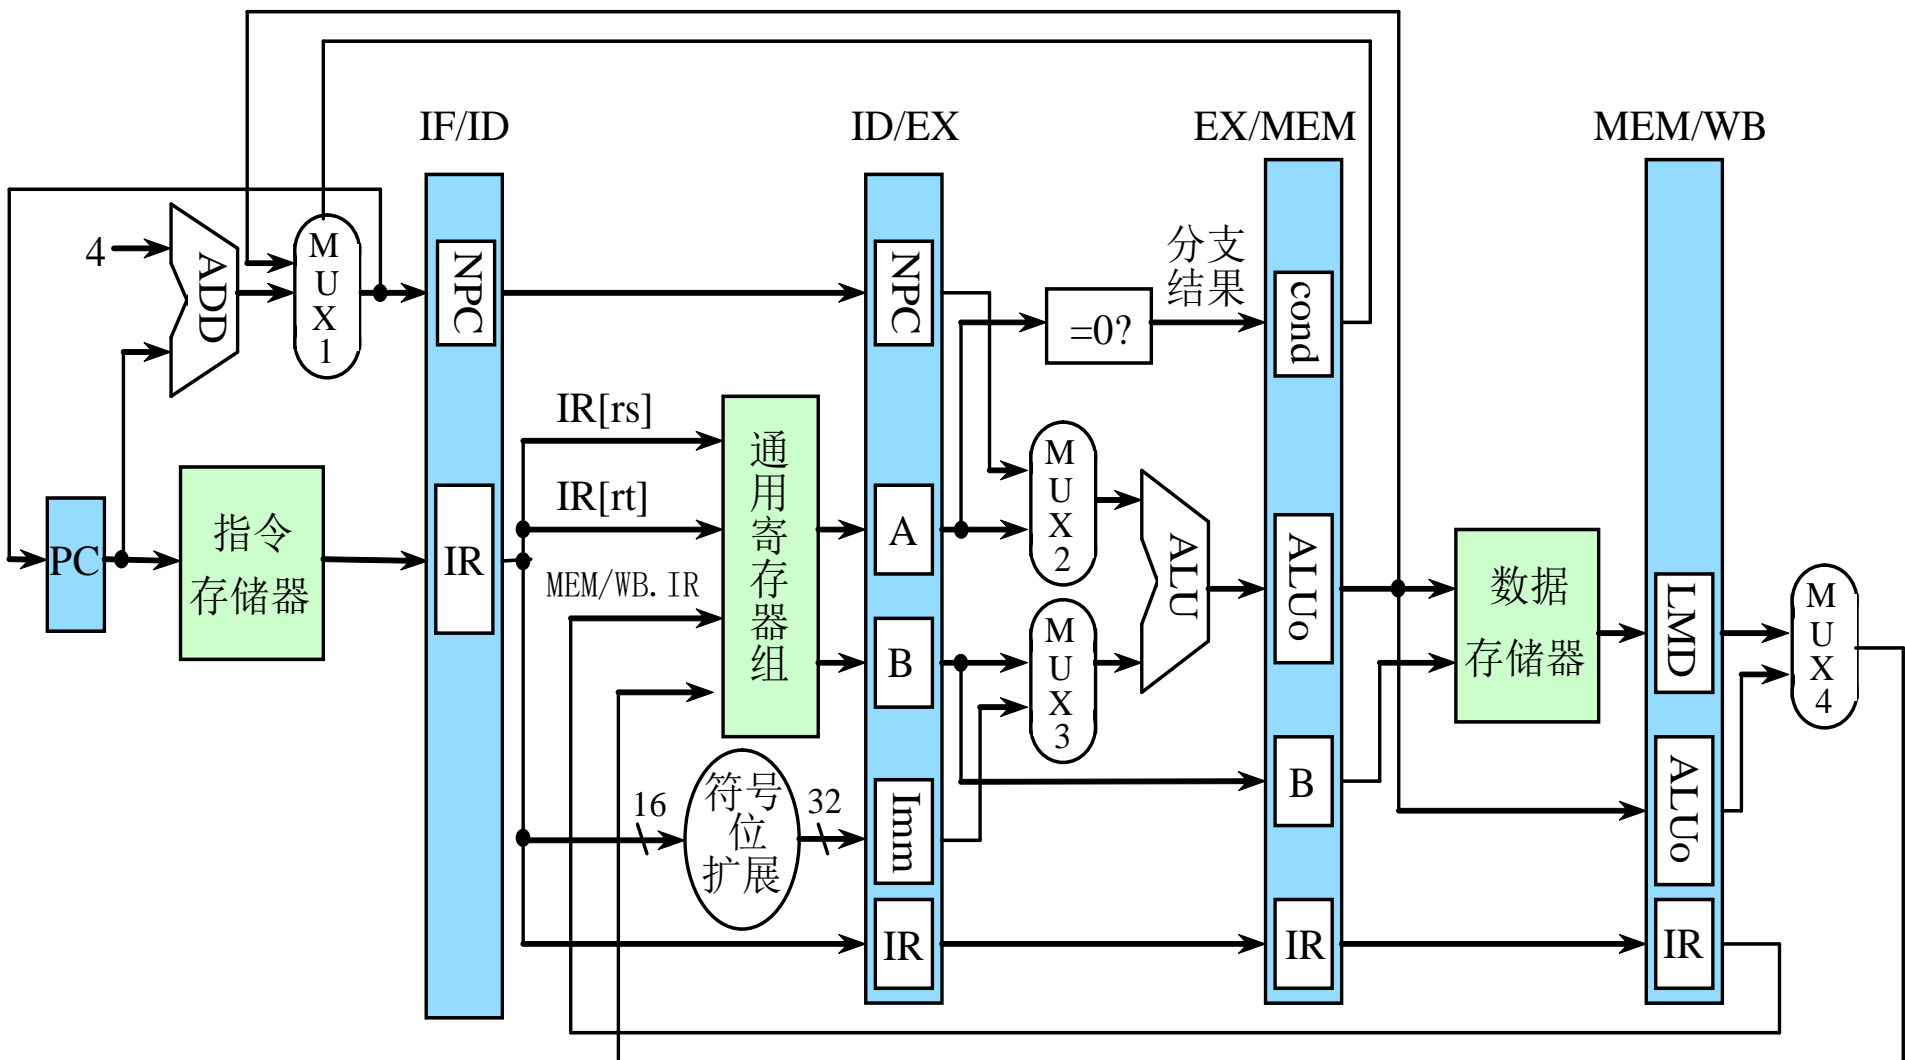 IF/ID
ID/EX
EX/MEM
MEM/WB
4
ADD
M
U
X
1
NPC
NPC
分支
结果
=0?
cond
IR[rs]
IR[rt]
MEM/WB.IR
通
用
寄
存
器
组
PC
指令
存储器
IR
A
B
M
U
X
2
M
U
X
3
ALU
ALUo
B
数据
存储器
LMD
ALUo
M
U
X
4
16
符号
位
扩展
32
Imm
IR
IR
IR